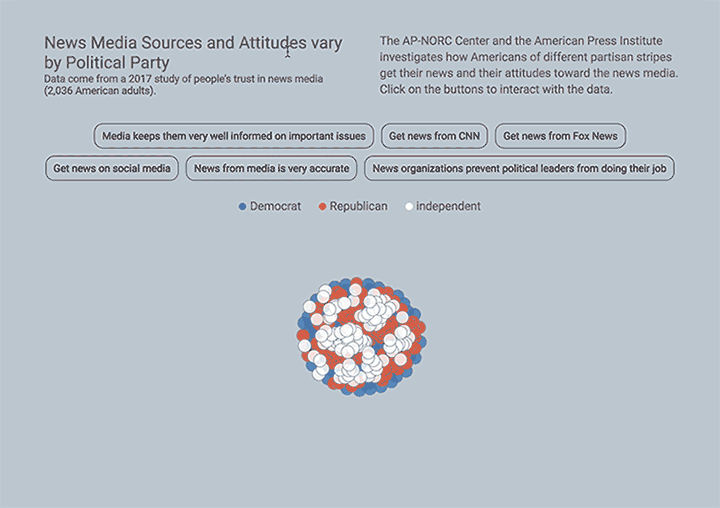 News Media Sources and Attitudes vary
by Political Party
Data come from a 2017 study of people's trust in news media
(2,036 American adults).
The AP-NORC Center and the American Press Institute
investigates how Americans of different partisan stripes
get their news and their attitudes toward the news media.
Click on the buttons to interact with the data.
Media keeps them very well informed on important issues
Get news from CNN
Get news from Fox News
Get news on social media
News from media is very accurate
News organizations prevent political leaders from doing their job
Democrat
Republican
independent